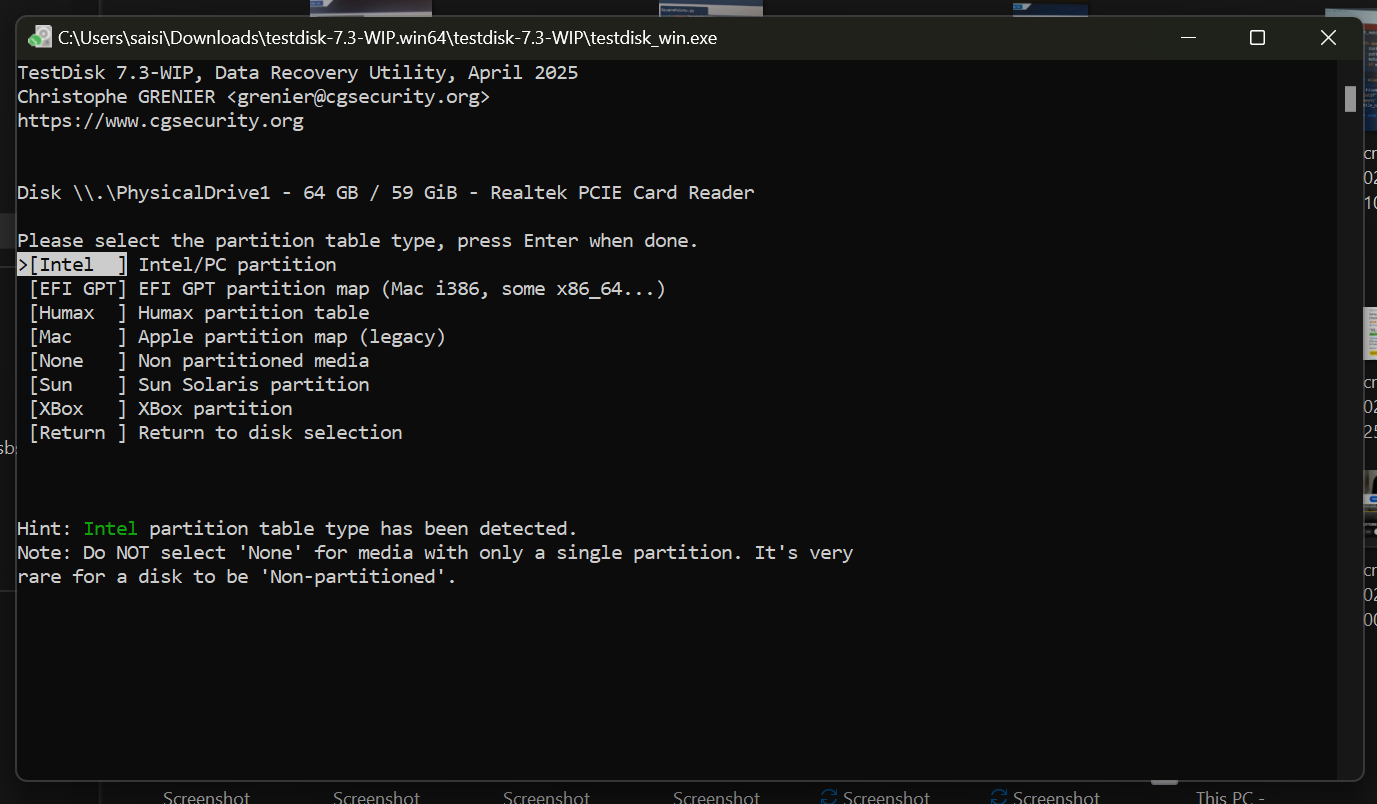 C:\Users\saisi\Downloads\testdisk-7.3-WIP.win64\testdisk-7.3-WIP\testdisk_win.exe
TestDisk 7.3-WIP, Data Recovery Utility, April 2025
Christophe GRENIER <grenier@cgsecurity.org>
https://www.cgsecurity.org
Disk \\.\PhysicalDrive1 - 64 GB / 59 GiB - Realtek PCIE Card Reader
Please select the partition table type, press Enter when done.
>[Intel  ] Intel/PC partition
[EFI GPT] EFI GPT partition map (Mac i386, some x86_64...)
[Humax  ] Humax partition table
[Mac    ] Apple partition map (legacy)
[None   ] Non partitioned media
[Sun    ] Sun Solaris partition
[XBox   ] XBox partition
[Return ] Return to disk selection
Hint: Intel partition table type has been detected.
Note: Do NOT select 'None' for media with only a single partition. It's very
rare for a disk to be 'Non-partitioned'.
Screenshot Screenshot Screenshot Screenshot Screenshot Screenshot This PC -